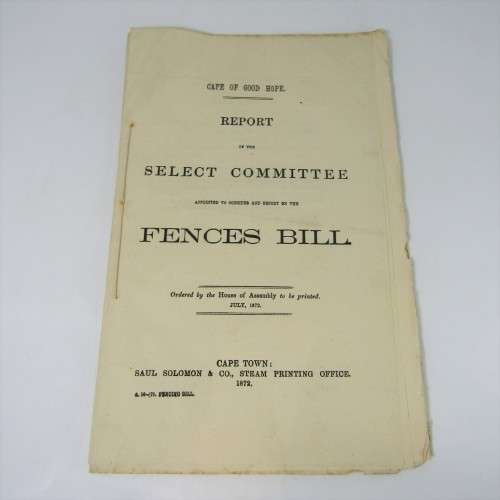 CAPE OF GOOD HOPE.
REPORT
OF THE
SELECT COMMITTEE
APPOINTED TO CONSIDER AND REPORT ON THE
FENCES BILL.
Ordered by the House of Assembly to be printed.
JULY, 1872.
CAPE TOWN:
SAUL SOLOMON & CO., STEAM PRINTING OFFICE.
1872.
FENCING BILL.